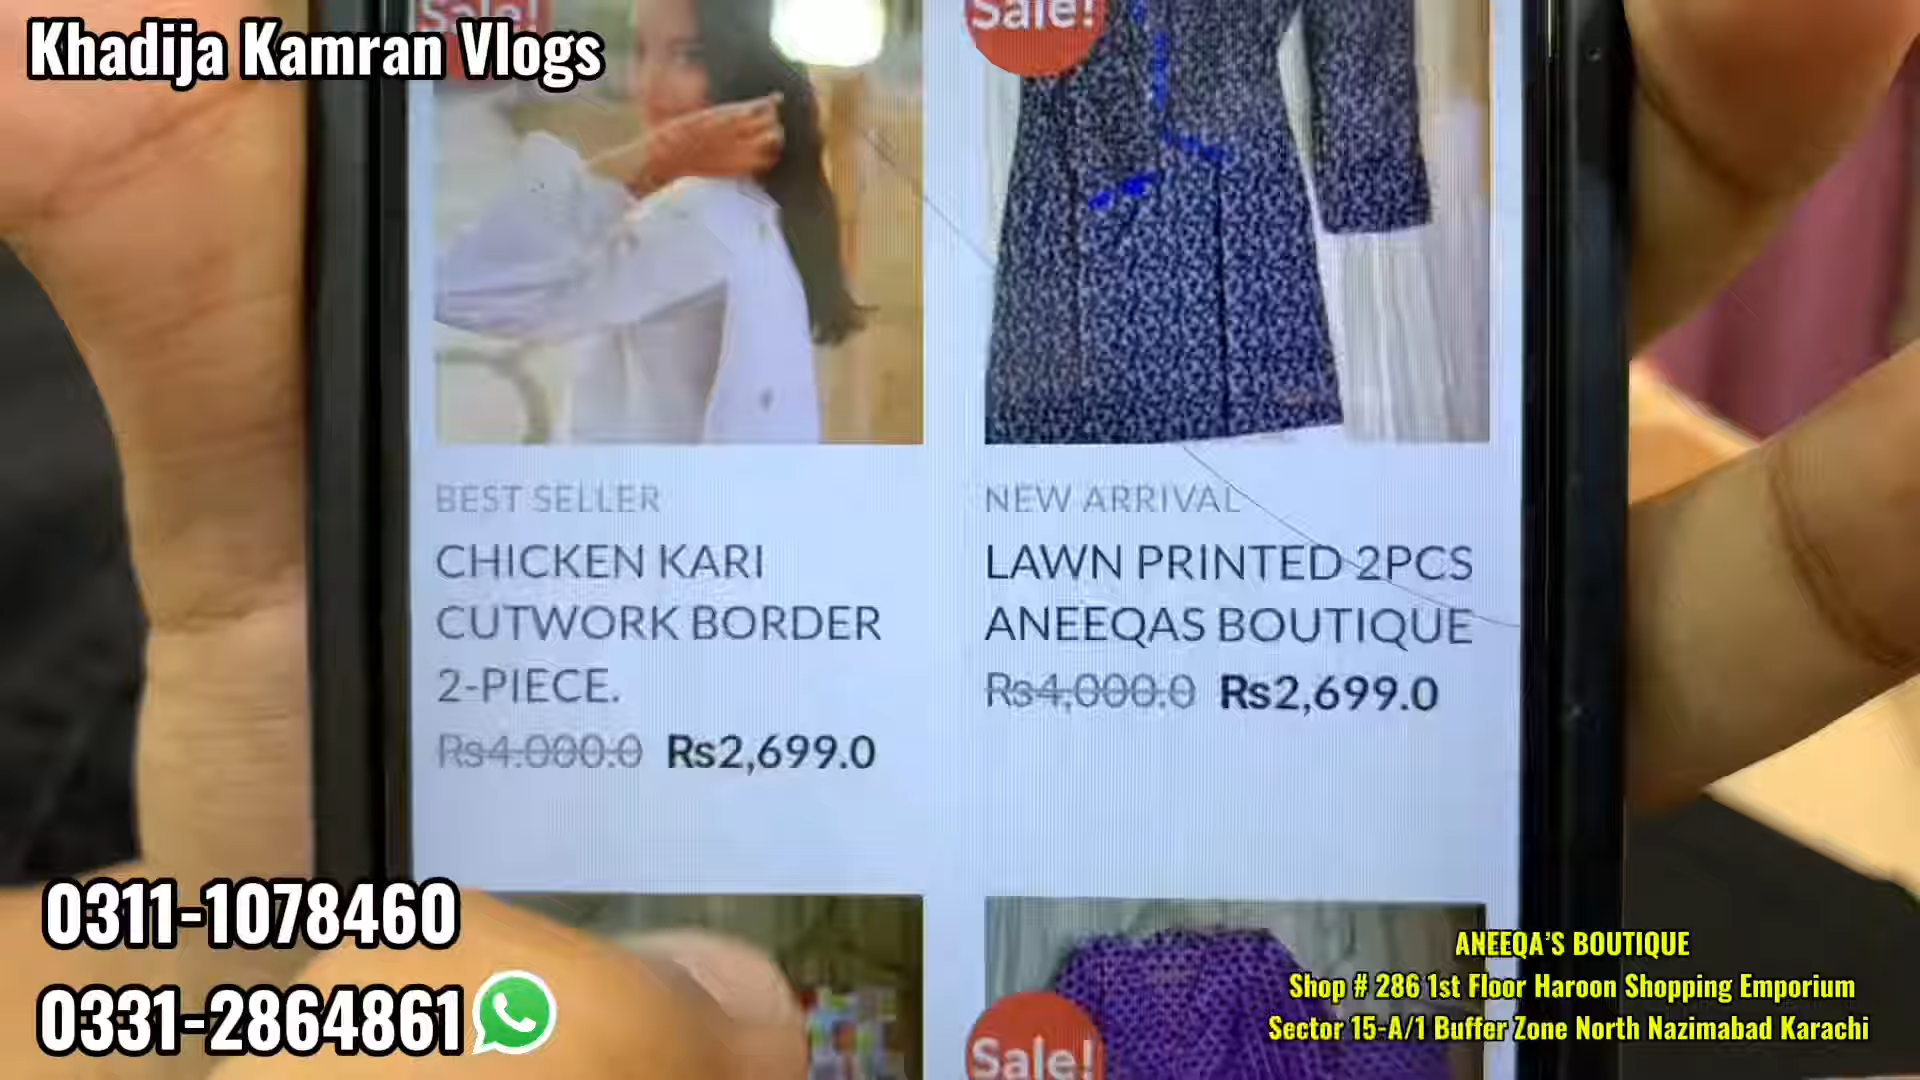 Khadija Kamran Vlogs
Sale!
Sale!
BEST SELLER
CHICKEN KARI
CUTWORK BORDER
2-PIECE.
Rs4,000.0 Rs2,699.0
NEW ARRIVAL
LAWN PRINTED 2PCS
ANEEQAS BOUTIQUE
Rs4,000.0 Rs2,699.0
Sale!
0311-1078460
0331-2864861
ANEEQA'S BOUTIQUE
Shop # 286 1st Floor Haroon Shopping Emporium
Sector 15-A/1 Buffer Zone North Nazimabad Karachi